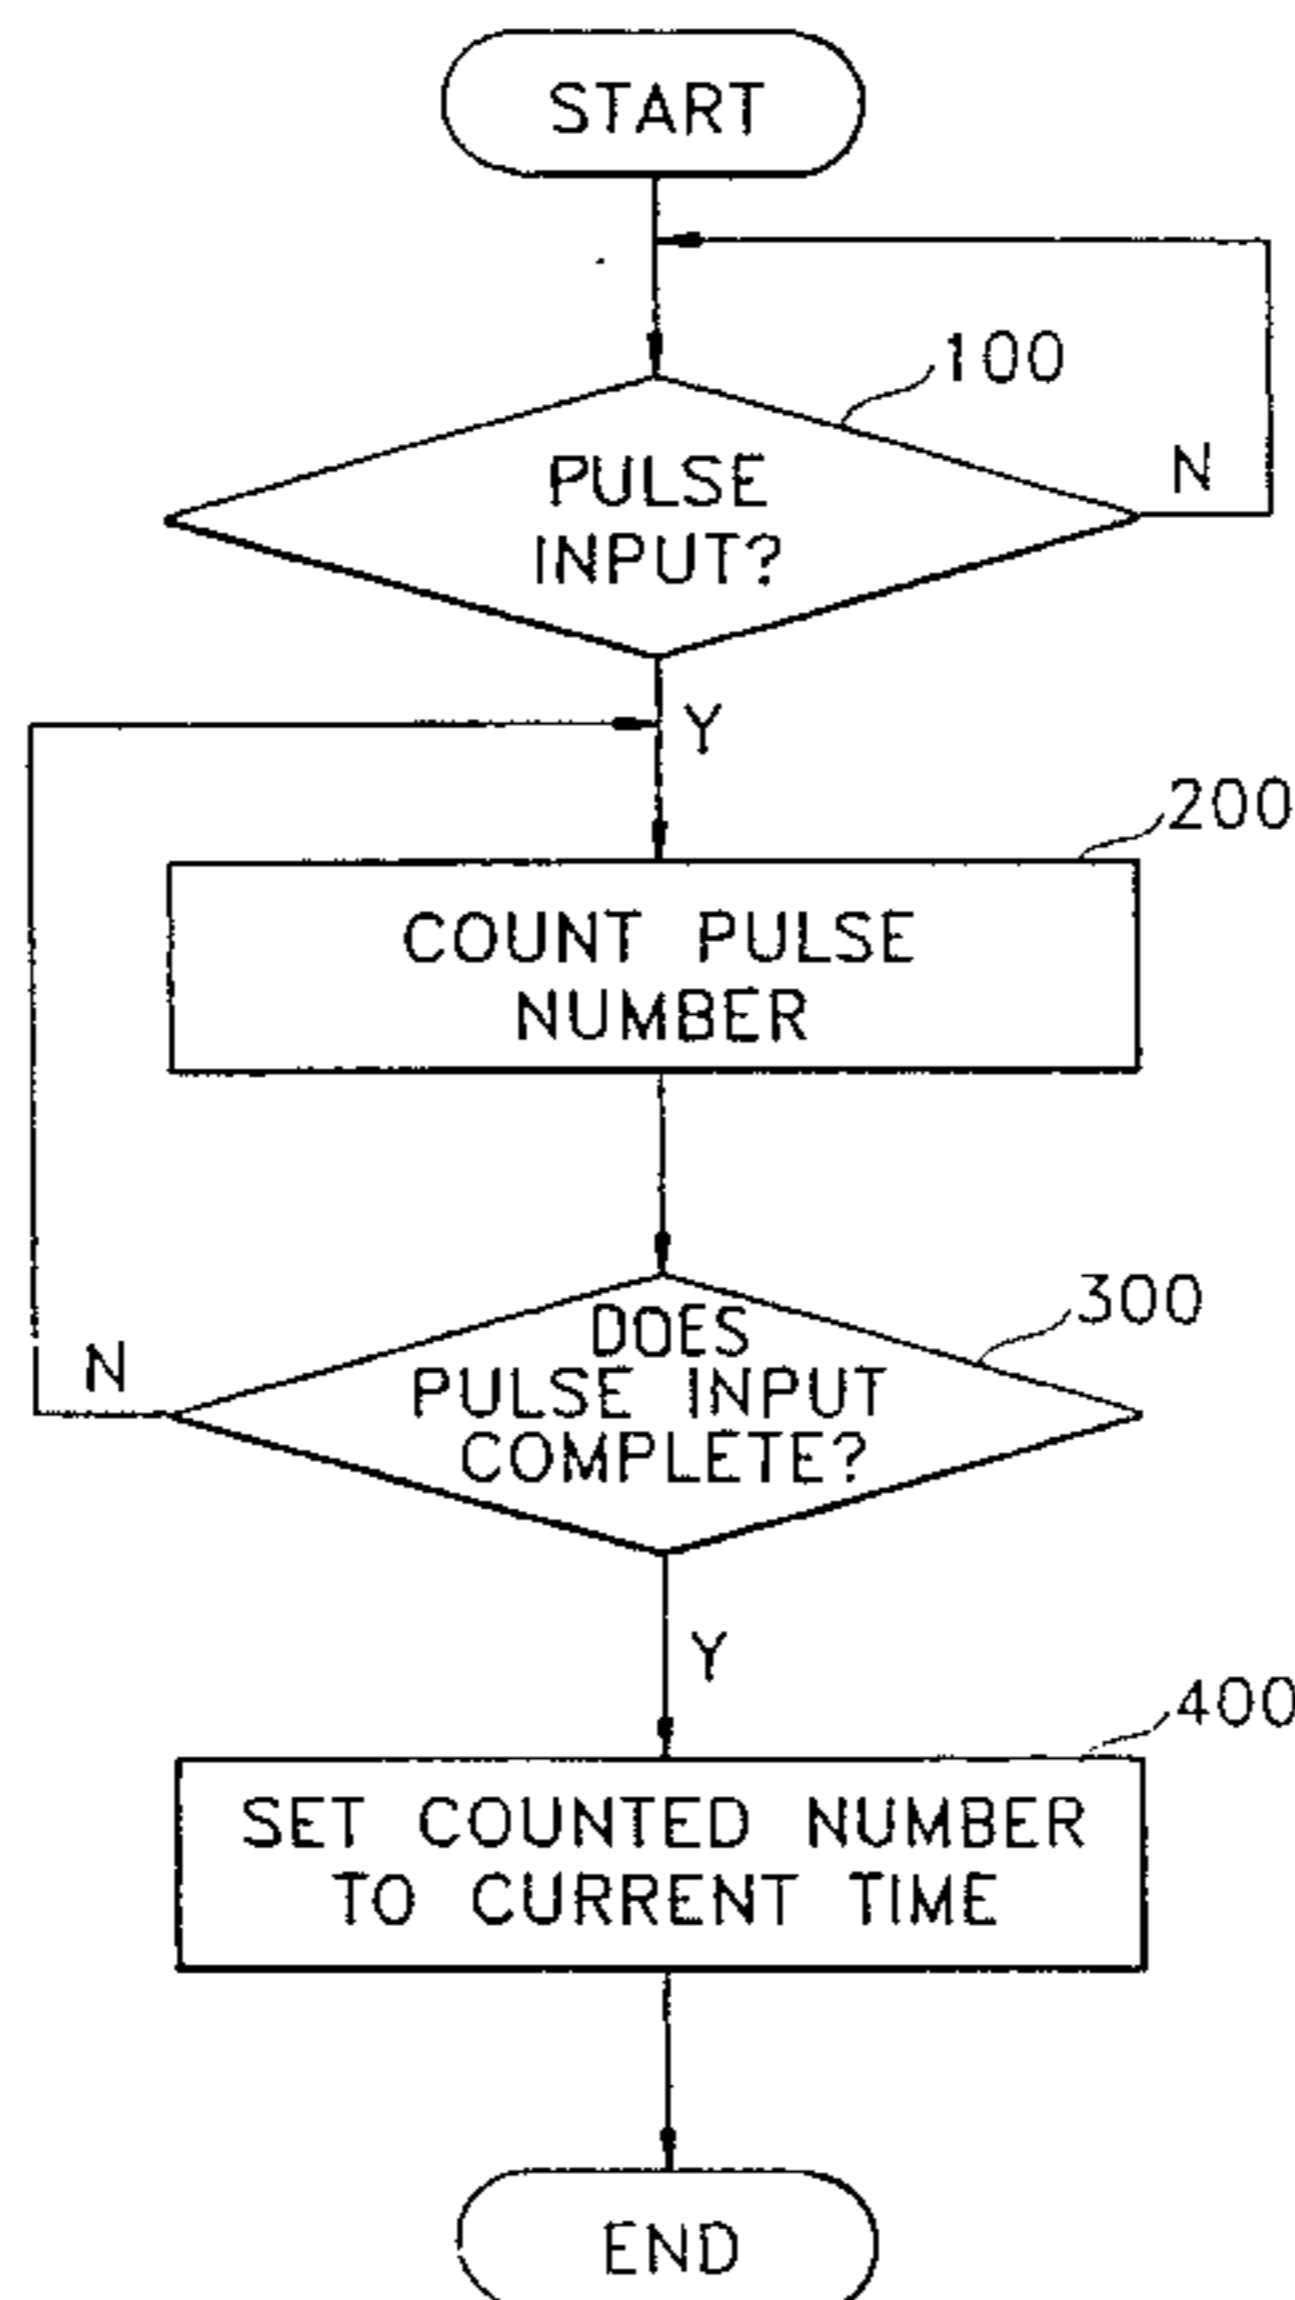 START
100
PULSE
INPUT?
N
Y
200
COUNT PULSE
NUMBER
300
DOES
PULSE INPUT
COMPLETE?
N
Y
400
SET COUNTED NUMBER
TO CURRENT TIME
END